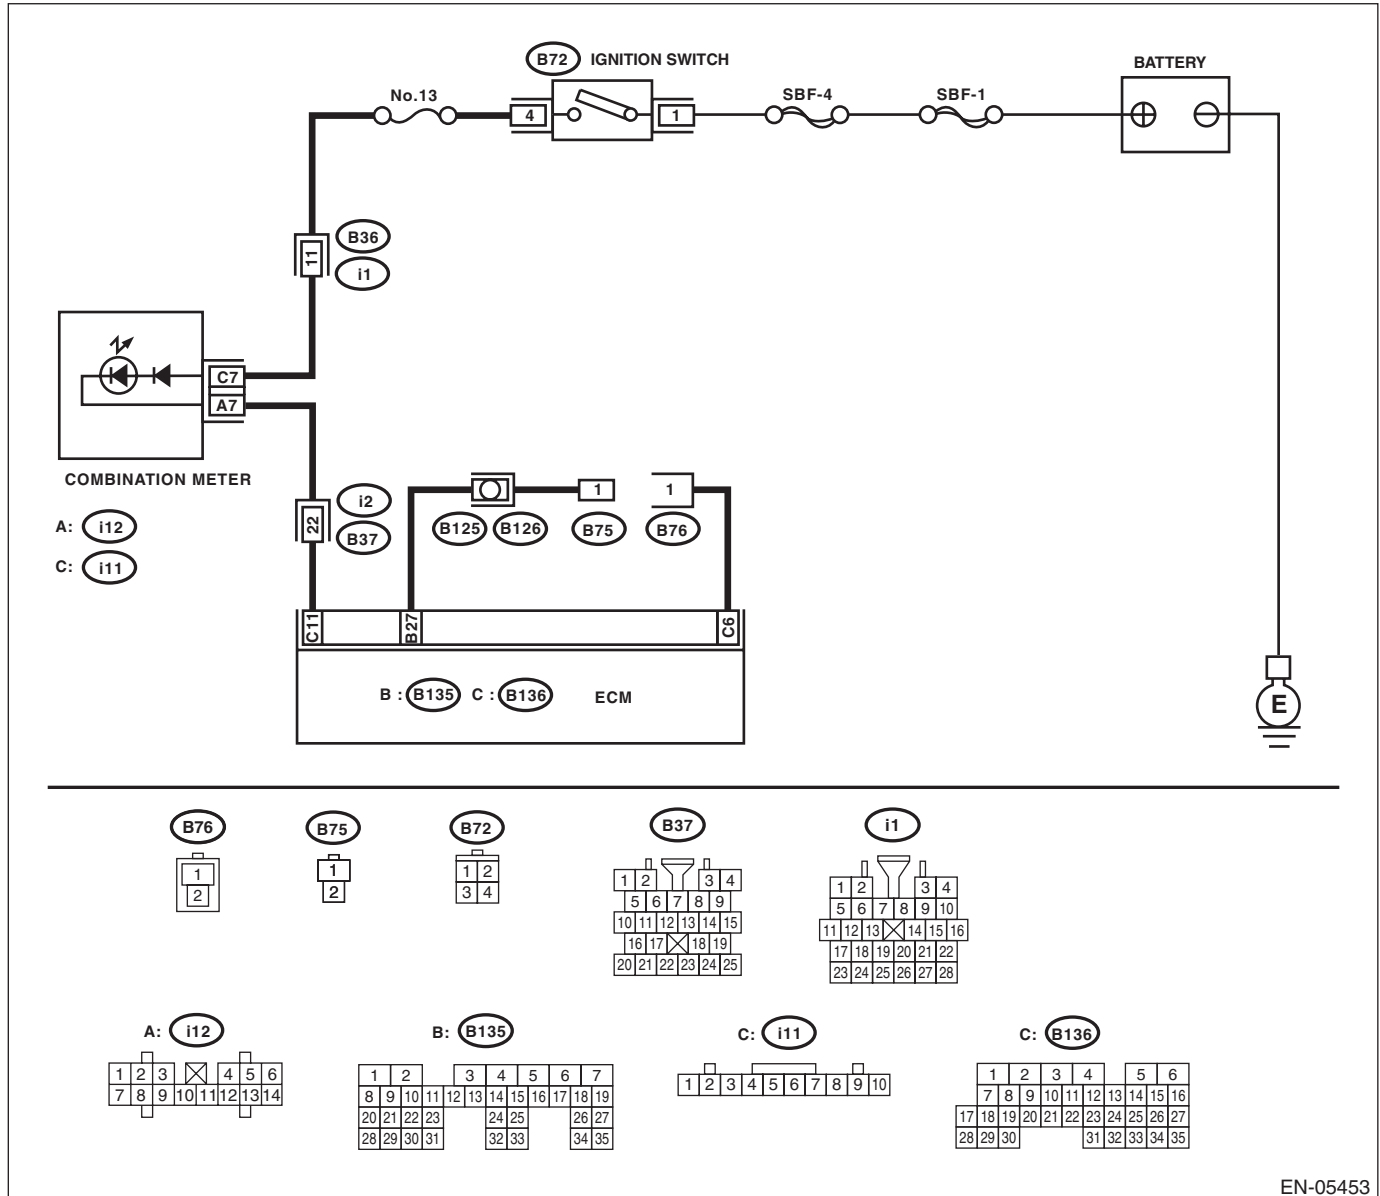 B72 IGNITION SWITCH
BATTERY
No.13
4
1
SBF-4
SBF-1
11
B36
i1
C7
A7
COMBINATION METER
A: i12
C: i11
22
i2
B37
1
1
B125 B126 B75 B76
C11
B27
C6
B : B135 C : B136 ECM
E
B76
1
2
B75
1
2
B72
1 2
3 4
B37
1 2 3 4
5 6 7 8 9
10 11 12 13 14 15
16 17 18 19
20 21 22 23 24 25
i1
1 2 3 4
5 6 7 8 9 10
11 12 13 14 15 16
17 18 19 20 21 22
23 24 25 26 27 28
A: i12
1 2 3 4 5 6
7 8 9 10 11 12 13 14
B: B135
1 2 3 4 5 6 7
8 9 10 11 12 13 14 15 16 17 18 19
20 21 22 23 24 25 26 27
28 29 30 31 32 33 34 35
C: i11
1 2 3 4 5 6 7 8 9 10
C: B136
1 2 3 4 5 6
7 8 9 10 11 12 13 14 15 16
17 18 19 20 21 22 23 24 25 26 27
28 29 30 31 32 33 34 35
EN-05453